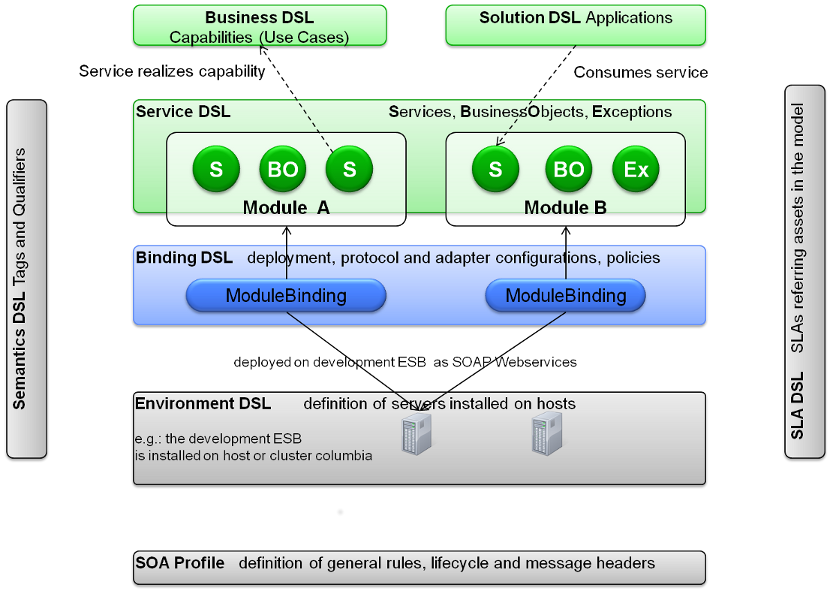 Business DSL
Capabilities (Use Cases)
Solution DSL Applications
Service realizes capability
Consumes service
Service DSL
Services, BusinessObjects, Exceptions
S
BO
S
Module A
S
BO
Ex
Module B
Binding DSL deployment, protocol and adapter configurations, policies
ModuleBinding
ModuleBinding
deployed on development ESB as SOAP Webservices
Environment DSL definition of servers installed on hosts
e.g.: the development ESB
is installed on host or cluster columbia
SOA Profile definition of general rules, lifecycle and message headers
Semantics DSL Tags and Qualifiers
SLA DSL SLAs referring assets in the model